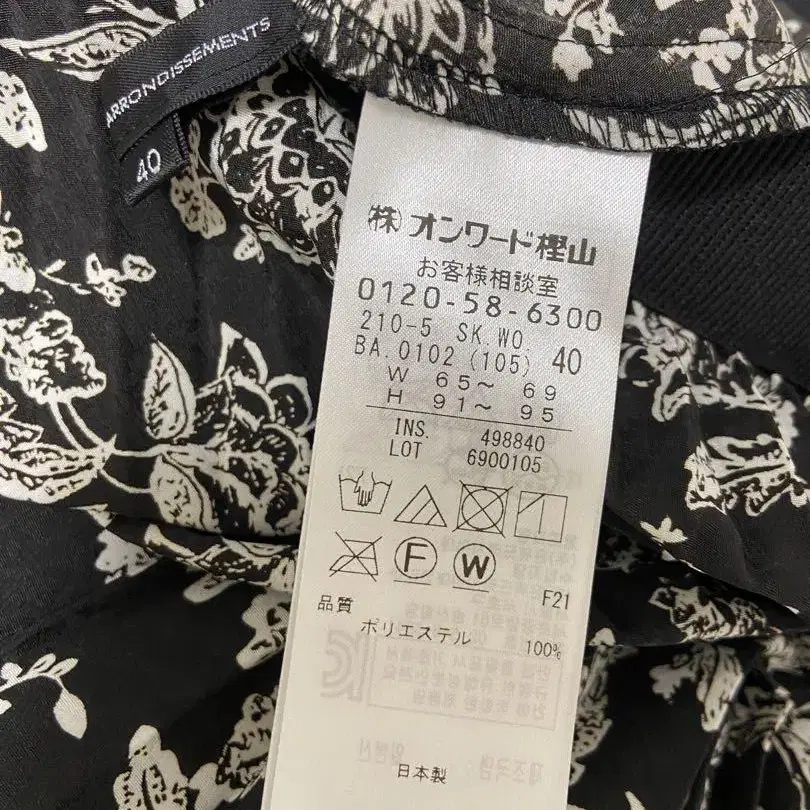 ARRONDISSEMENTS
40
(株)オンワード樫山
お客様相談室
0120-58-6300
210-5 SK.WO.
BA.0102 (105) 40
W 65～ 69
H 91～ 95
INS. 498840
LOT 6900105
F W
F21
品質
ポリエステル 100%
日本製